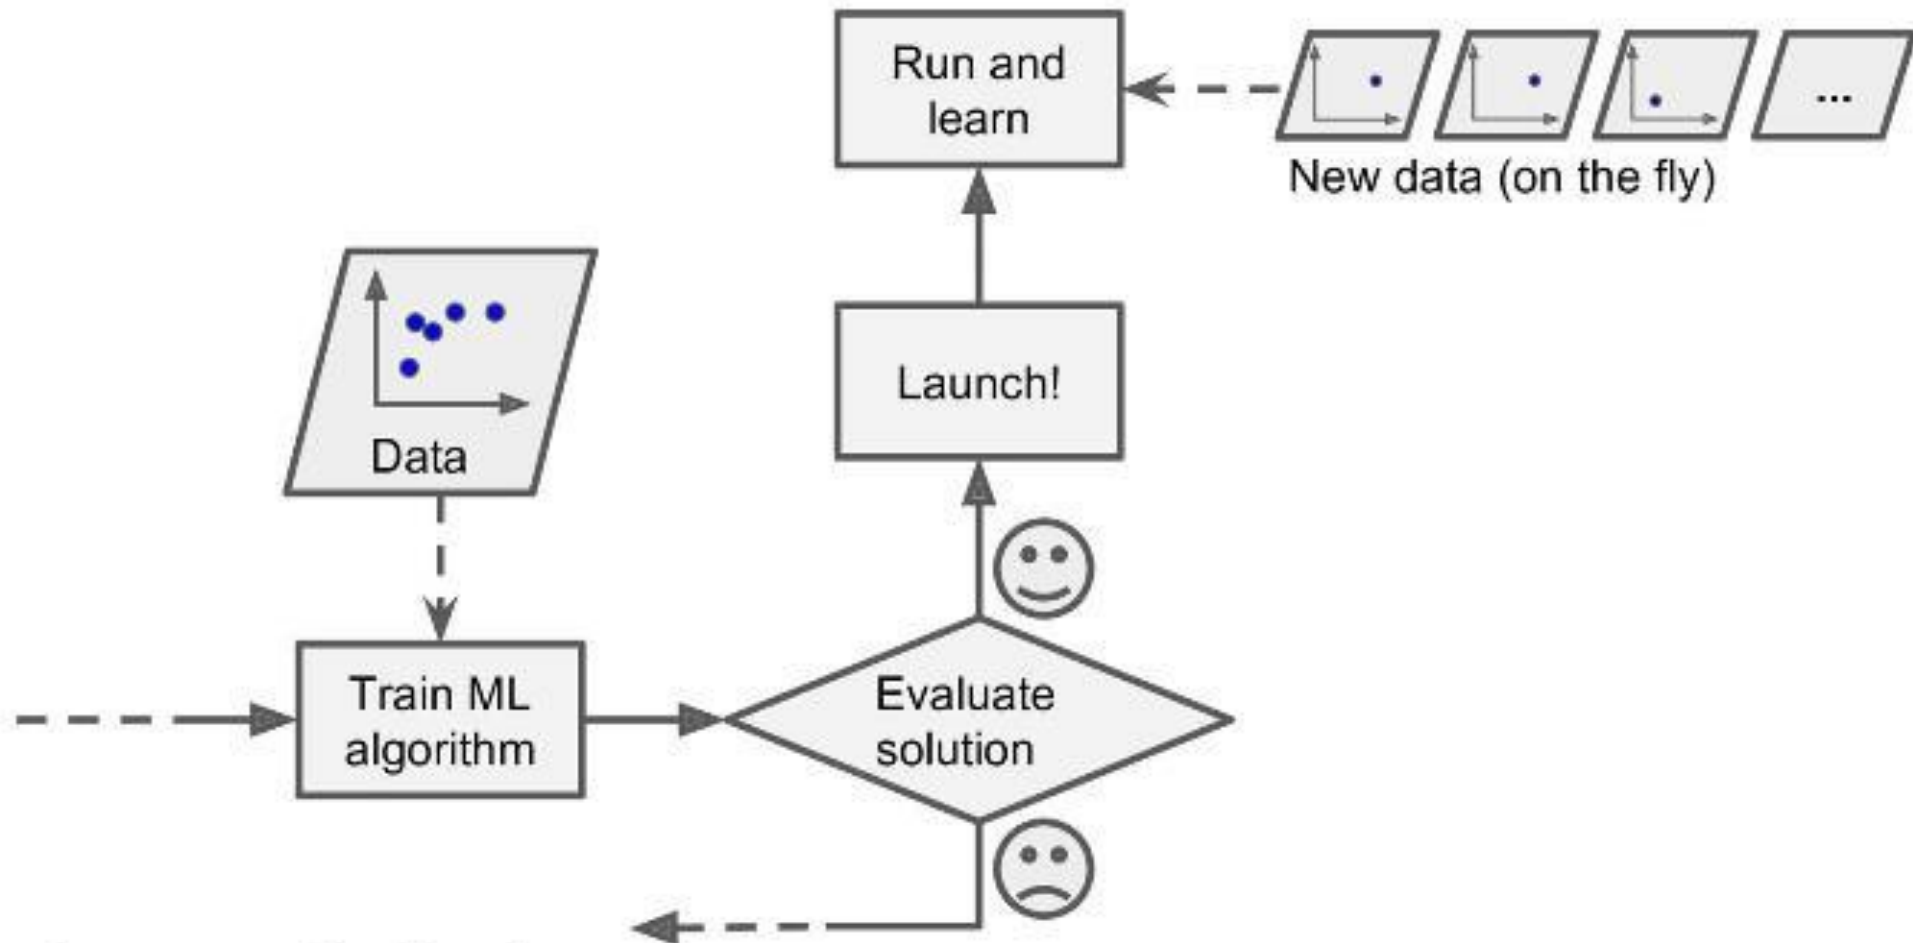 Run and
learn
...
New data (on the fly)
Launch!
Data
Train ML
algorithm
Evaluate
solution